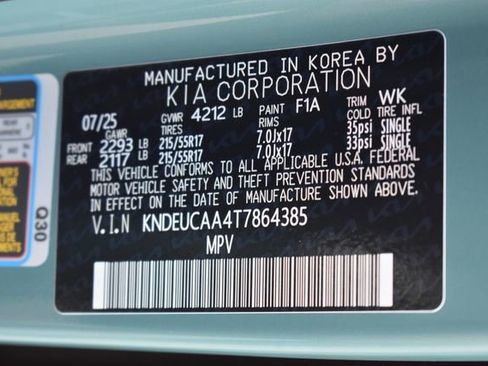 MANUFACTURED IN KOREA BY
KIA CORPORATION
07/25 GVWR 4212 LB PAINT F1A TRIM WK
GAWR TIRES RIMS COLD TIRE INFL
FRONT 2293 LB 215/55R17 7.0Jx17 35psi SINGLE
REAR 2117 LB 215/55R17 7.0Jx17 33psi SINGLE
THIS VEHICLE CONFORMS TO ALL APPLICABLE U.S.A. FEDERAL
MOTOR VEHICLE SAFETY AND THEFT PREVENTION STANDARDS
IN EFFECT ON THE DATE OF MANUFACTURE SHOWN ABOVE.
V.I.N KNDEUCAA4T7864385
MPV
Q30